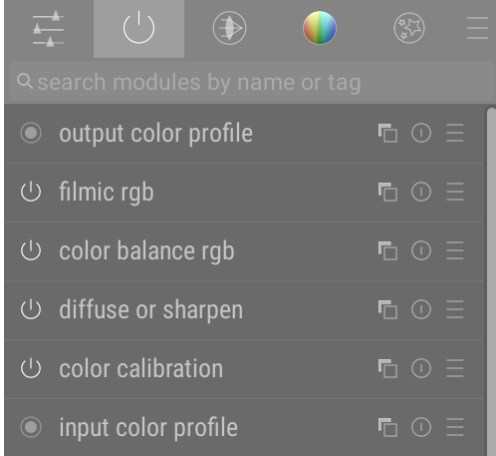 search modules by name or tag
output color profile
filmic rgb
color balance rgb
diffuse or sharpen
color calibration
input color profile